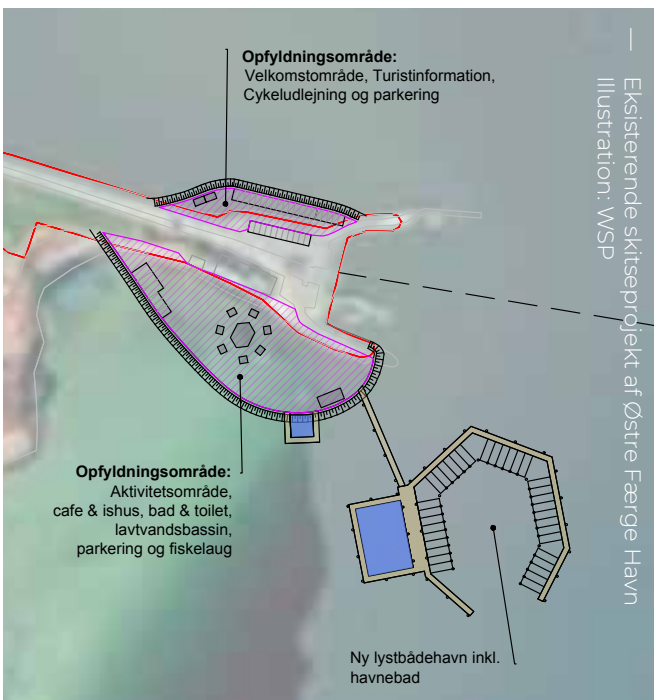 Opfyldningsområde:
Velkomstområde, Turistinformation,
Cykeludlejning og parkering
— Eksisterende skitseprojekt af Østre Færge Havn
Illustration: WSP
Opfyldningsområde:
Aktivitetsområde,
cafe & ishus, bad & toilet,
lavtvandsbassin,
parkering og fiskelaug
Ny lystbådehavn inkl.
havnebad